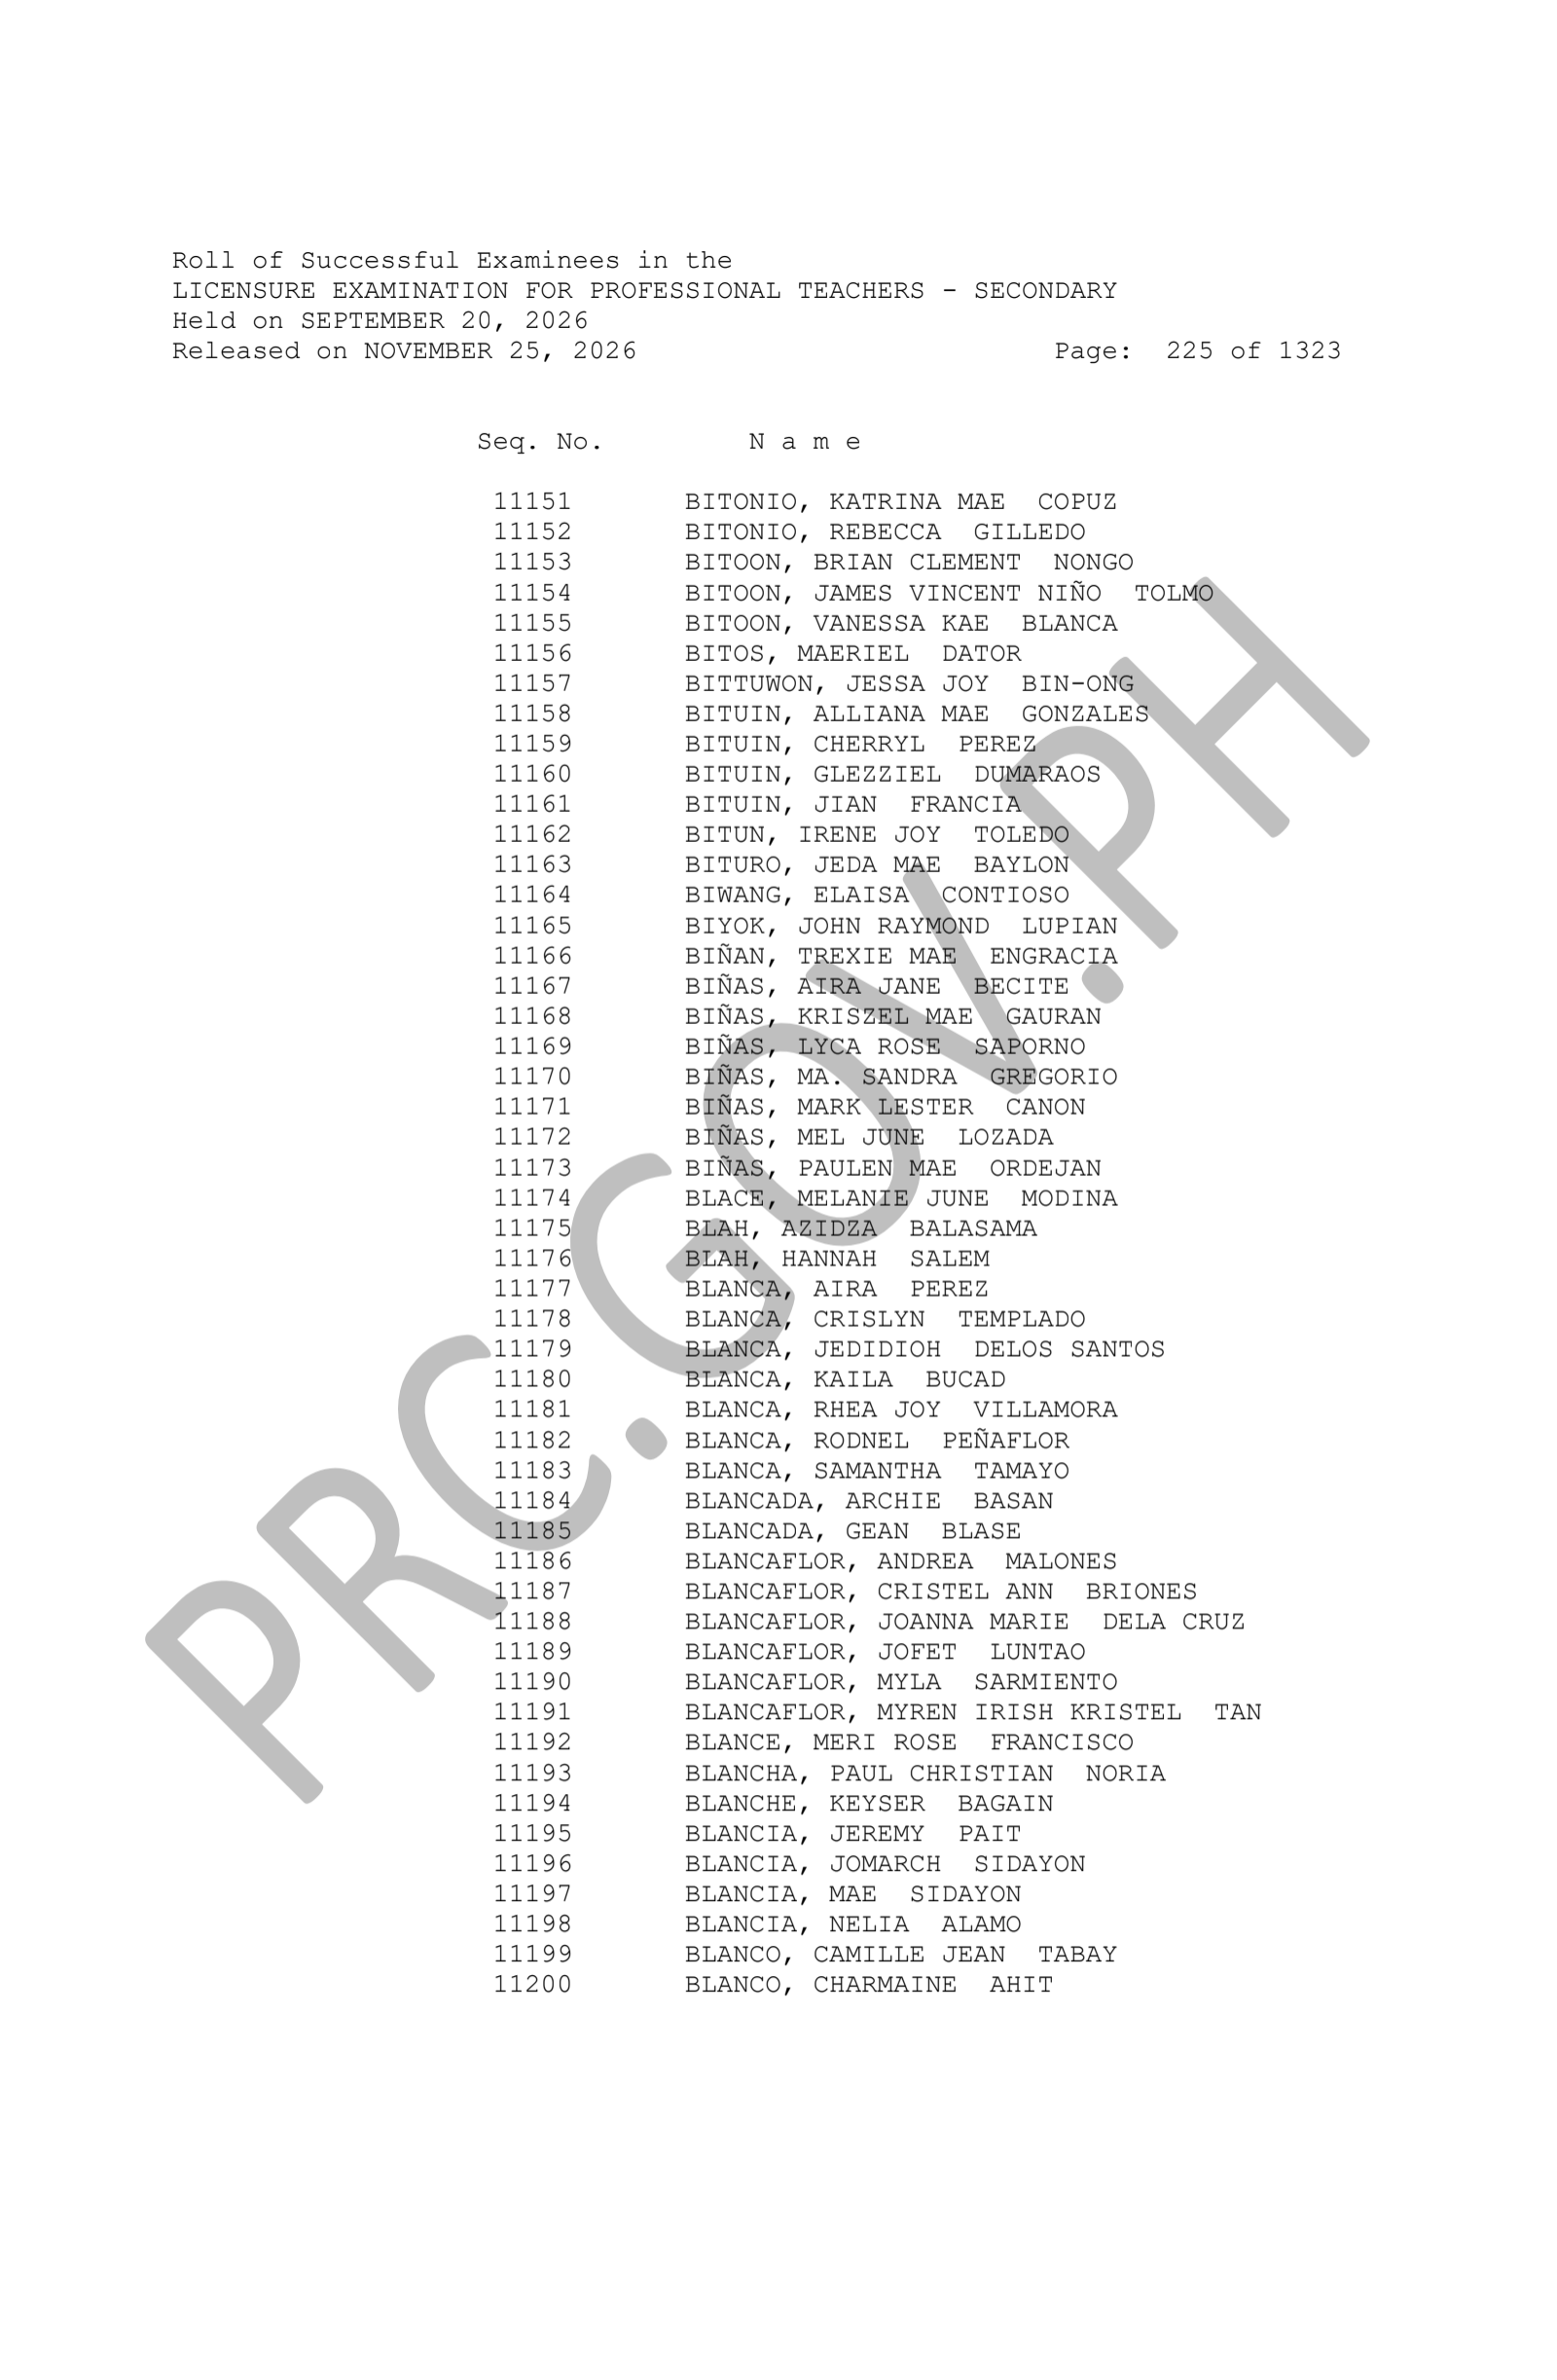 Roll of Successful Examinees in the
LICENSURE EXAMINATION FOR PROFESSIONAL TEACHERS - SECONDARY
Held on SEPTEMBER 20, 2026
Released on NOVEMBER 25, 2026 Page: 225 of 1323
Seq. No. N a m e
11151 BITONIO, KATRINA MAE COPUZ
11152 BITONIO, REBECCA GILLEDO
11153 BITOON, BRIAN CLEMENT NONGO
11154 BITOON, JAMES VINCENT NIÑO TOLMO
11155 BITOON, VANESSA KAE BLANCA
11156 BITOS, MAERIEL DATOR
11157 BITTUWON, JESSA JOY BIN-ONG
11158 BITUIN, ALLIANA MAE GONZALES
11159 BITUIN, CHERRYL PEREZ
11160 BITUIN, GLEZZIEL DUMARAOS
11161 BITUIN, JIAN FRANCIA
11162 BITUN, IRENE JOY TOLEDO
11163 BITURO, JEDA MAE BAYLON
11164 BIWANG, ELAISA CONTIOSO
11165 BIYOK, JOHN RAYMOND LUPIAN
11166 BIÑAN, TREXIE MAE ENGRACIA
11167 BIÑAS, AIRA JANE BECITE
11168 BIÑAS, KRISZEL MAE GAURAN
11169 BIÑAS, LYCA ROSE SAPORNO
11170 BIÑAS, MA. SANDRA GREGORIO
11171 BIÑAS, MARK LESTER CANON
11172 BIÑAS, MEL JUNE LOZADA
11173 BIÑAS, PAULEN MAE ORDEJAN
11174 BLACE, MELANIE JUNE MODINA
11175 BLAH, AZIDZA BALASAMA
11176 BLAH, HANNAH SALEM
11177 BLANCA, AIRA PEREZ
11178 BLANCA, CRISLYN TEMPLADO
11179 BLANCA, JEDIDIOH DELOS SANTOS
11180 BLANCA, KAILA BUCAD
11181 BLANCA, RHEA JOY VILLAMORA
11182 BLANCA, RODNEL PEÑAFLOR
11183 BLANCA, SAMANTHA TAMAYO
11184 BLANCADA, ARCHIE BASAN
11185 BLANCADA, GEAN BLASE
11186 BLANCAFLOR, ANDREA MALONES
11187 BLANCAFLOR, CRISTEL ANN BRIONES
11188 BLANCAFLOR, JOANNA MARIE DELA CRUZ
11189 BLANCAFLOR, JOFET LUNTAO
11190 BLANCAFLOR, MYLA SARMIENTO
11191 BLANCAFLOR, MYREN IRISH KRISTEL TAN
11192 BLANCE, MERI ROSE FRANCISCO
11193 BLANCHA, PAUL CHRISTIAN NORIA
11194 BLANCHE, KEYSER BAGAIN
11195 BLANCIA, JEREMY PAIT
11196 BLANCIA, JOMARCH SIDAYON
11197 BLANCIA, MAE SIDAYON
11198 BLANCIA, NELIA ALAMO
11199 BLANCO, CAMILLE JEAN TABAY
11200 BLANCO, CHARMAINE AHIT
PRC.GOV.PH